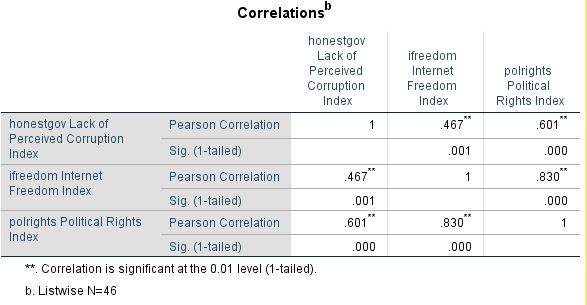 Correlationsb
honestgov
Lack of
Perceived
Corruption
Index
ifreedom
Internet
Freedom
Index
polrights
Political
Rights Index
honestgov Lack of
Perceived Corruption
Index
Pearson Correlation 1 .467** .601**
Sig. (1-tailed) .001 .000
ifreedom Internet
Freedom Index
Pearson Correlation .467** 1 .830**
Sig. (1-tailed) .001 .000
polrights Political Rights
Index
Pearson Correlation .601** .830** 1
Sig. (1-tailed) .000 .000
**. Correlation is significant at the 0.01 level (1-tailed).
b. Listwise N=46